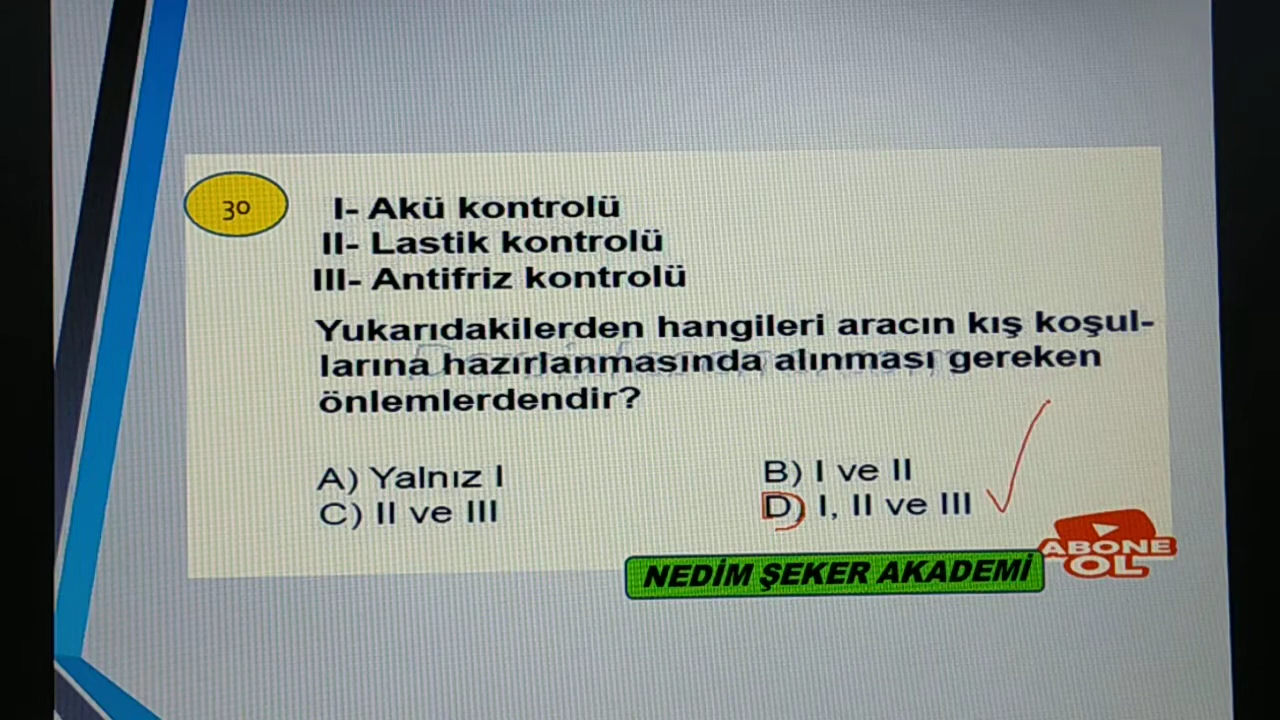 30
I- Akü kontrolü
II- Lastik kontrolü
III- Antifriz kontrolü
Yukarıdakilerden hangileri aracın kış koşul-
larına hazırlanmasında alınması gereken
önlemlerdendir?
A) Yalnız I
B) I ve II
C) II ve III
D) I, II ve III
NEDİM ŞEKER AKADEMİ
ABONE
OL